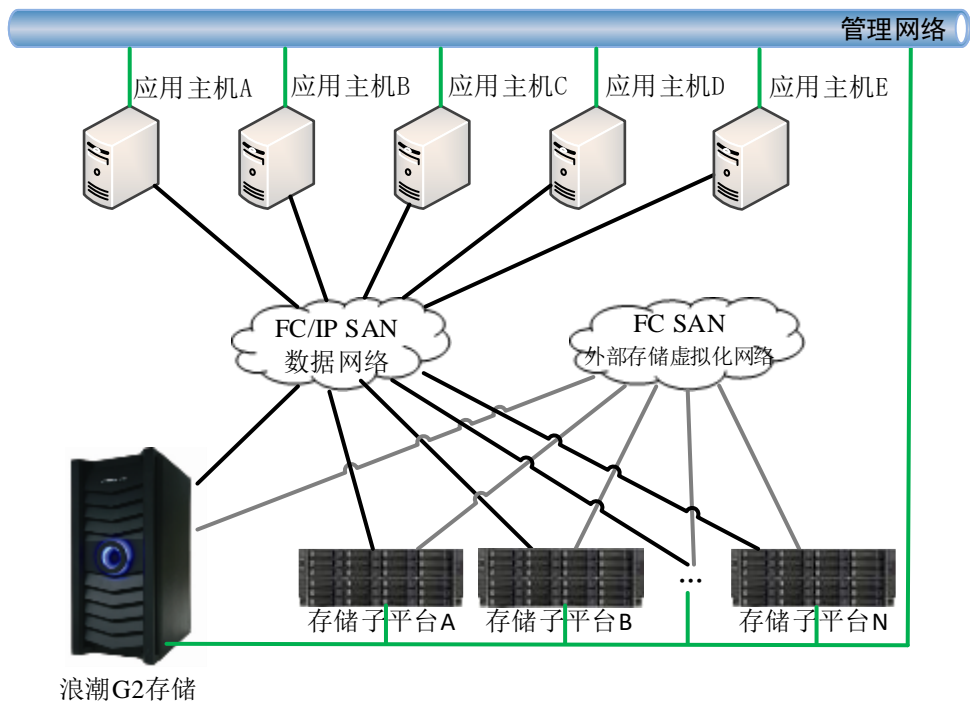 管理网络
应用主机A
应用主机B
应用主机C
应用主机D
应用主机E
FC/IP SAN
数据网络
FC SAN
外部存储虚拟化网络
...
存储子平台A
存储子平台B
存储子平台N
浪潮G2存储